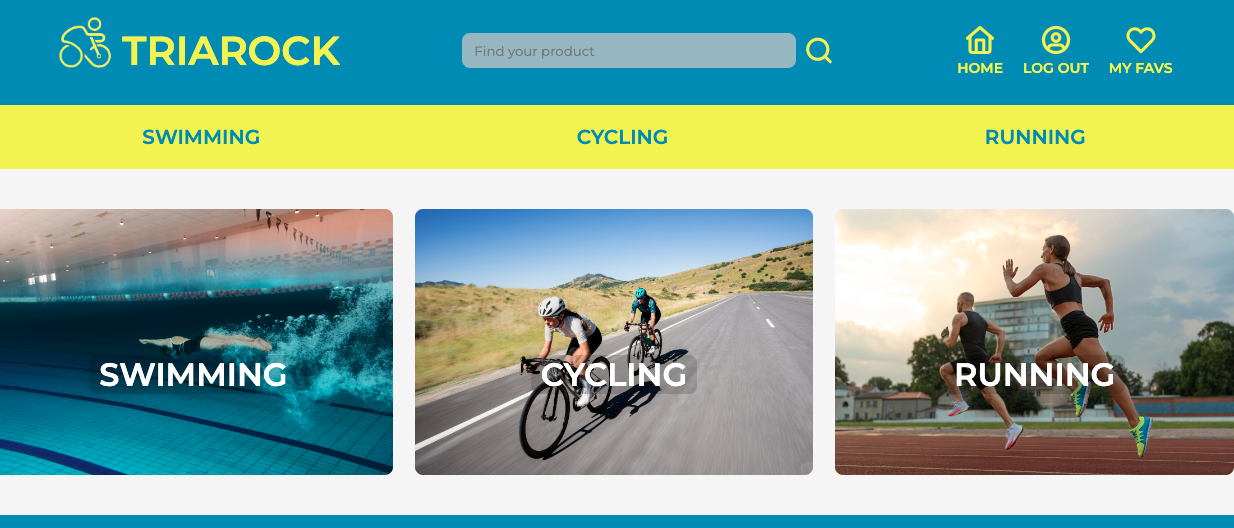 TRIAROCK
Find your product
HOME
LOG OUT
MY FAVS
SWIMMING
CYCLING
RUNNING
SWIMMING
CYCLING
RUNNING